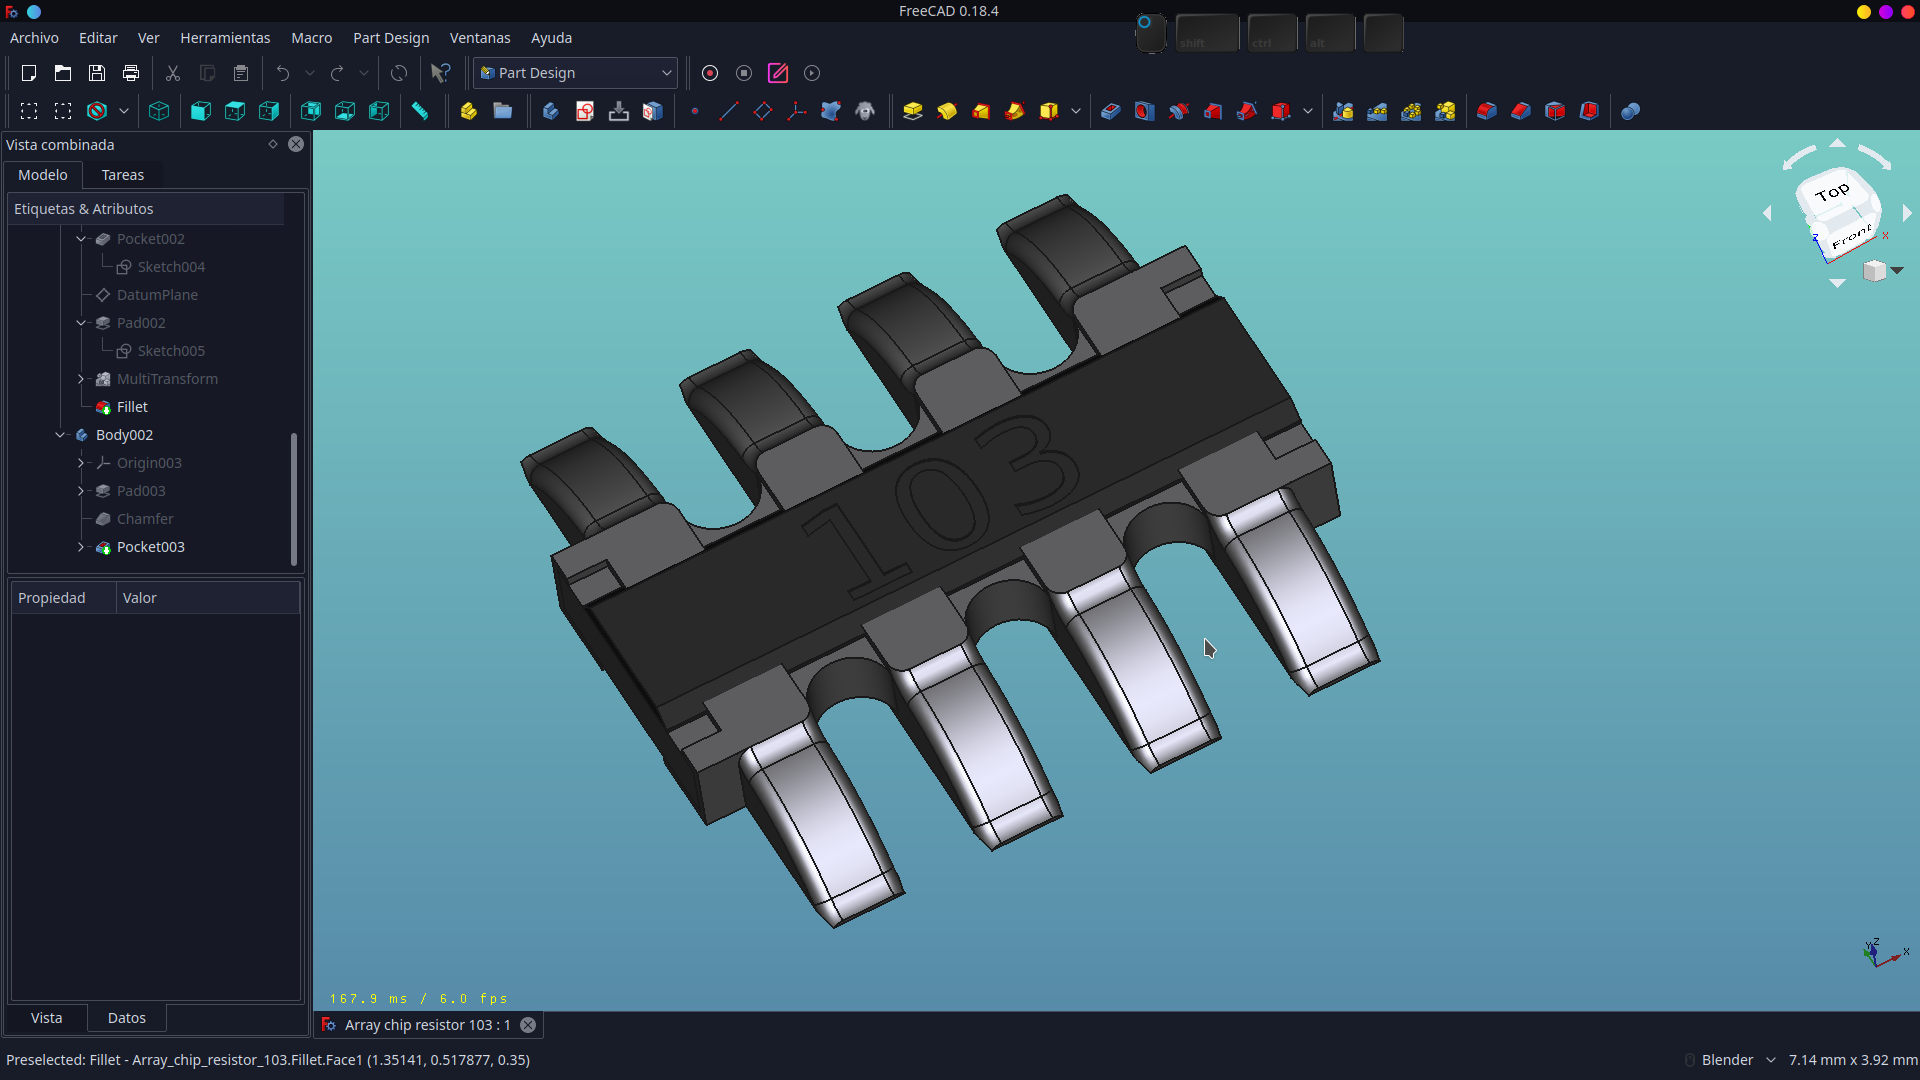 FreeCAD 0.18.4
Archivo Editar Ver Herramientas Macro Part Design Ventanas Ayuda
shift ctrl alt
Part Design
Vista combinada
Modelo Tareas
Etiquetas & Atributos
Pocket002
Sketch004
DatumPlane
Pad002
Sketch005
MultiTransform
Fillet
Body002
Origin003
Pad003
Chamfer
Pocket003
Propiedad Valor
Vista Datos
103
Top
Front
Z X
Y Z X
167.9 ms / 6.0 fps
Array chip resistor 103 : 1
Preselected: Fillet - Array_chip_resistor_103.Fillet.Face1 (1.35141, 0.517877, 0.35)
Blender 7.14 mm x 3.92 mm